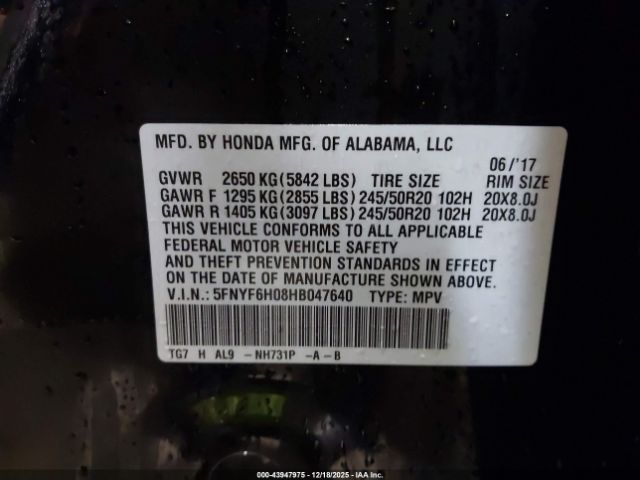 MFD. BY HONDA MFG. OF ALABAMA, LLC
06/'17
GVWR 2650 KG(5842 LBS) TIRE SIZE RIM SIZE
GAWR F 1295 KG(2855 LBS)245/50R20 102H 20X8.0J
GAWR R 1405 KG(3097 LBS)245/50R20 102H 20X8.0J
THIS VEHICLE CONFORMS TO ALL APPLICABLE
FEDERAL MOTOR VEHICLE SAFETY
AND THEFT PREVENTION STANDARDS IN EFFECT
ON THE DATE OF MANUFACTURE SHOWN ABOVE.
V.I.N.: 5FNYF6H08HB047640 TYPE: MPV
TG7 H AL9 -NH731P -A-B
000-43947975 - 12/18/2025 - IAA Inc.